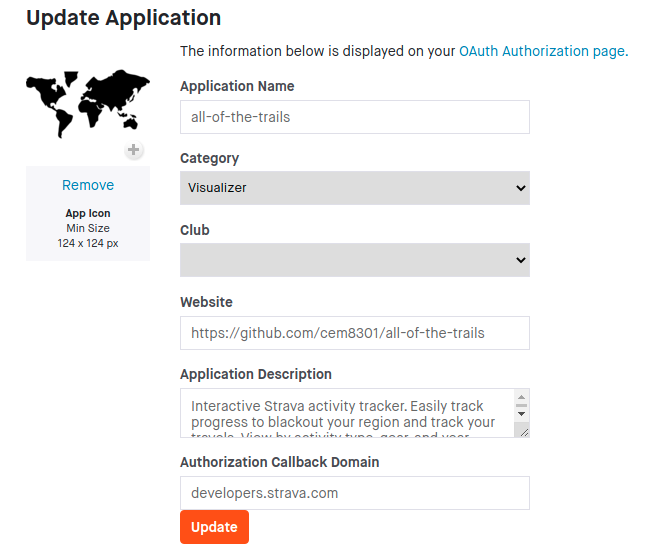 Update Application
The information below is displayed on your OAuth Authorization page.
Remove
App Icon
Min Size
124 x 124 px
Application Name
all-of-the-trails
Category
Visualizer
Club
Website
https://github.com/cem8301/all-of-the-trails
Application Description
Interactive Strava activity tracker. Easily track
progress to blackout your region and track your
travels. View by activity type, gear, and year
Authorization Callback Domain
developers.strava.com
Update